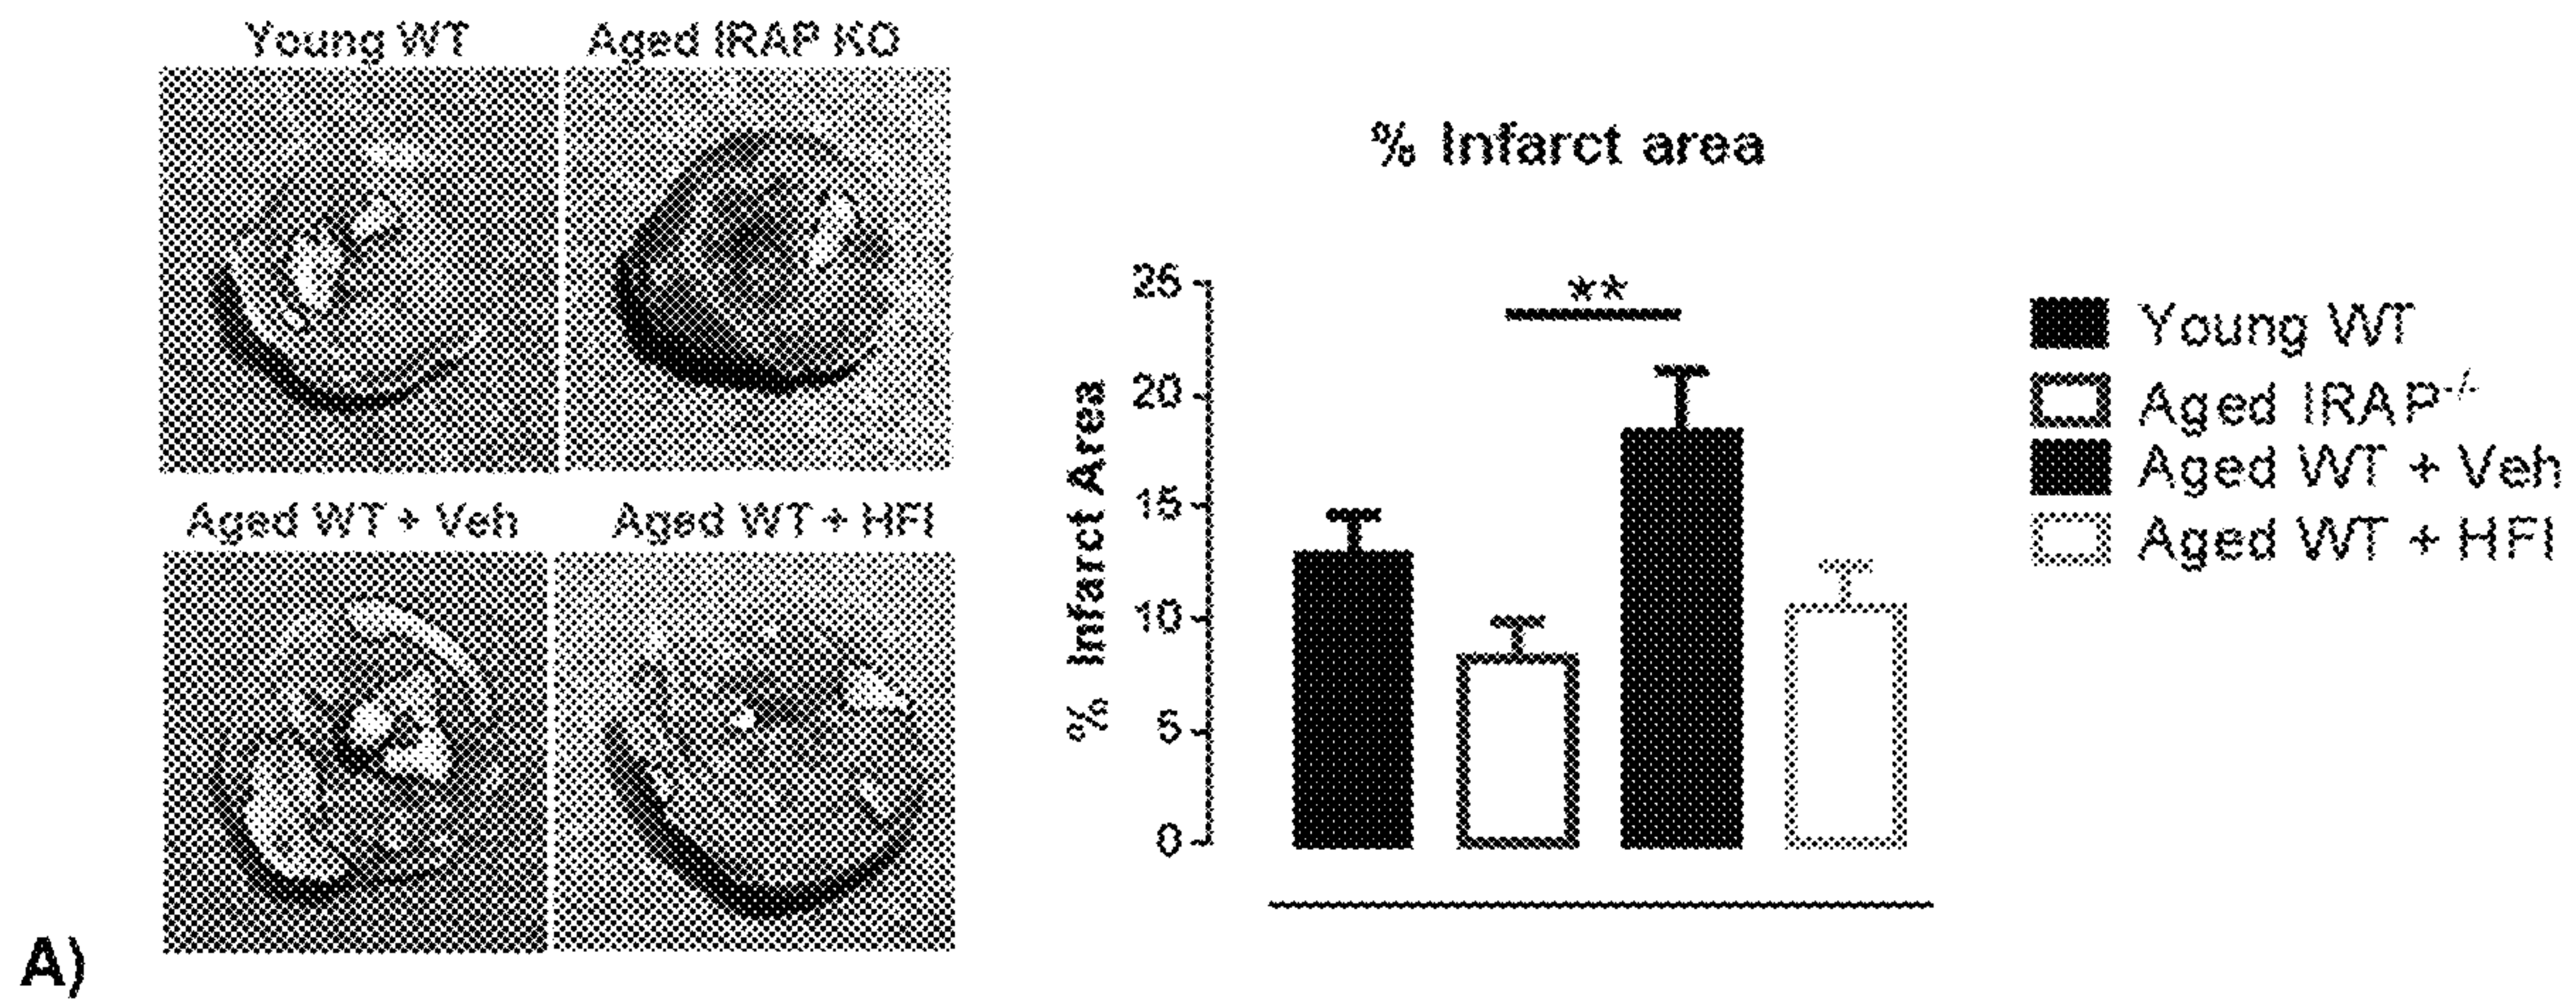 Young WT
Aged IRAP KO
Aged WT + Veh
Aged WT + HFI
A)
% Infarct area
% Infarct Area
25
20
15
10
5
0
**
Young WT
Aged IRAP-/-
Aged WT + Veh
Aged WT + HFI